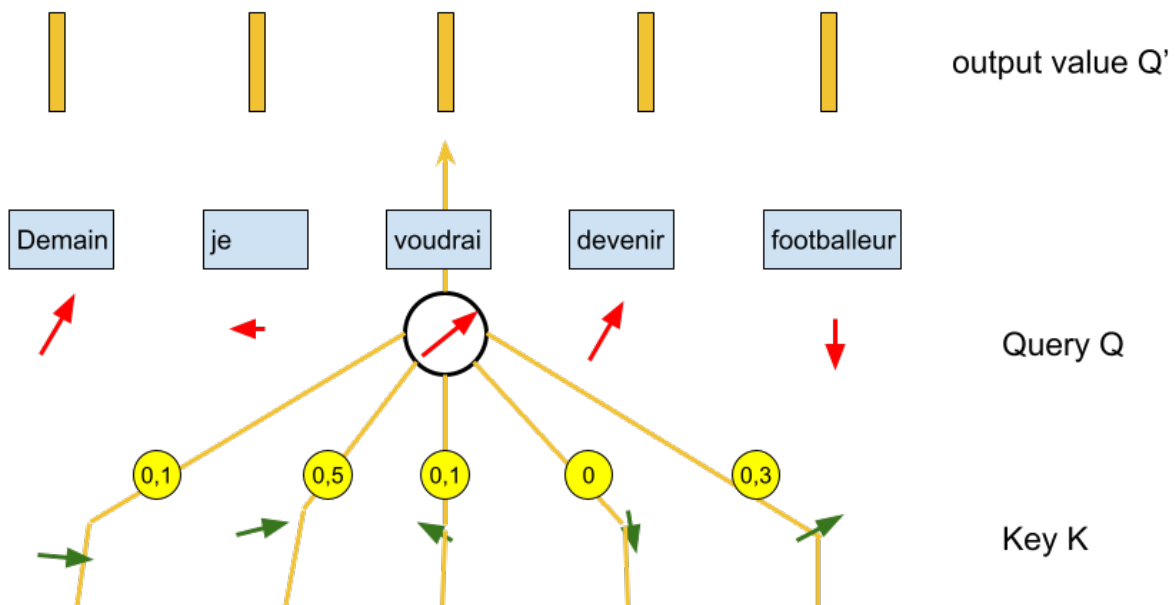 output value Q’
Demain
je
voudrai
devenir
footballeur
Query Q
0,1
0,5
0,1
0
0,3
Key K